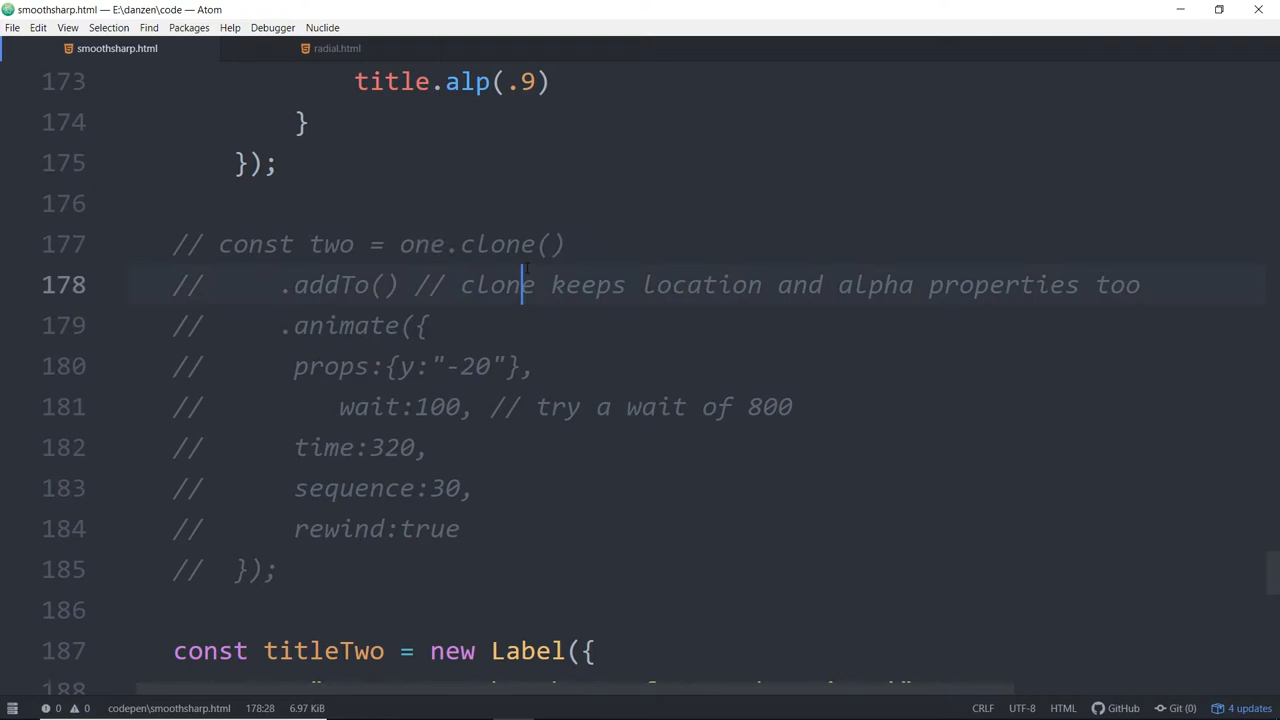 smoothsharp.html — E:\danzen\code — Atom
File Edit View Selection Find Packages Help Debugger Nuclide
smoothsharp.html radial.html
173 title.alp(.9)
174 }
175 });
176
177 // const two = one.clone()
178 // .addTo() // clone keeps location and alpha properties too
179 // .animate({
180 // props:{y:"-20"},
181 // wait:100, // try a wait of 800
182 // time:320,
183 // sequence:30,
184 // rewind:true
185 // });
186
187 const titleTwo = new Label({
188
0 0 codepen\smoothsharp.html 178:28 6.97 KiB CRLF UTF-8 HTML GitHub Git (0) 4 updates